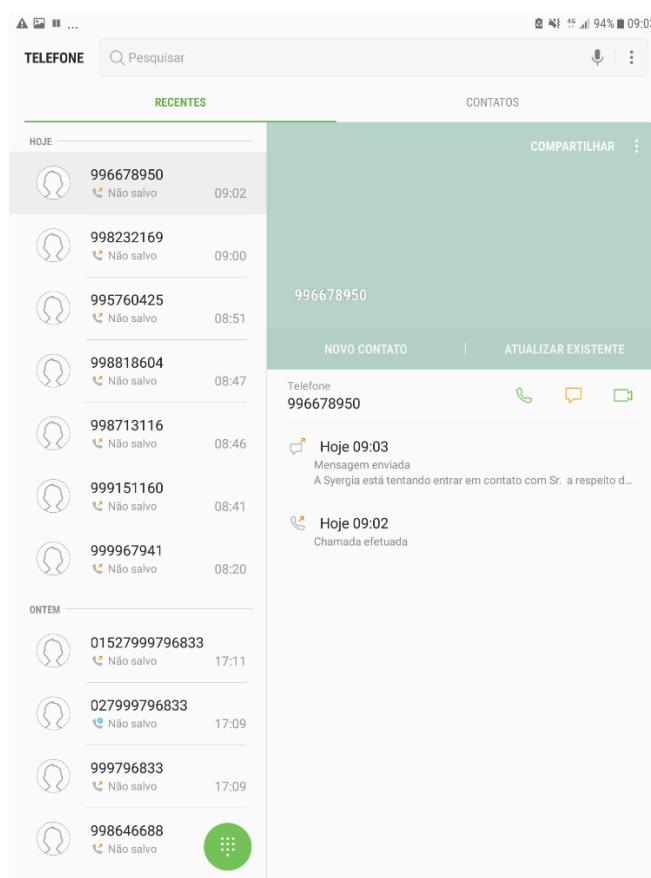 ... 4G 94% 09:03
TELEFONE Pesquisar
RECENTES CONTATOS
HOJE
996678950
Não salvo 09:02
998232169
Não salvo 09:00
995760425
Não salvo 08:51
998818604
Não salvo 08:47
998713116
Não salvo 08:46
999151160
Não salvo 08:41
999967941
Não salvo 08:20
ONTEM
01527999796833
Não salvo 17:11
027999796833
Não salvo 17:09
999796833
Não salvo 17:09
998646688
Não salvo
COMPARTILHAR
996678950
NOVO CONTATO | ATUALIZAR EXISTENTE
Telefone
996678950
Hoje 09:03
Mensagem enviada
A Syergia está tentando entrar em contato com Sr. a respeito d...
Hoje 09:02
Chamada efetuada